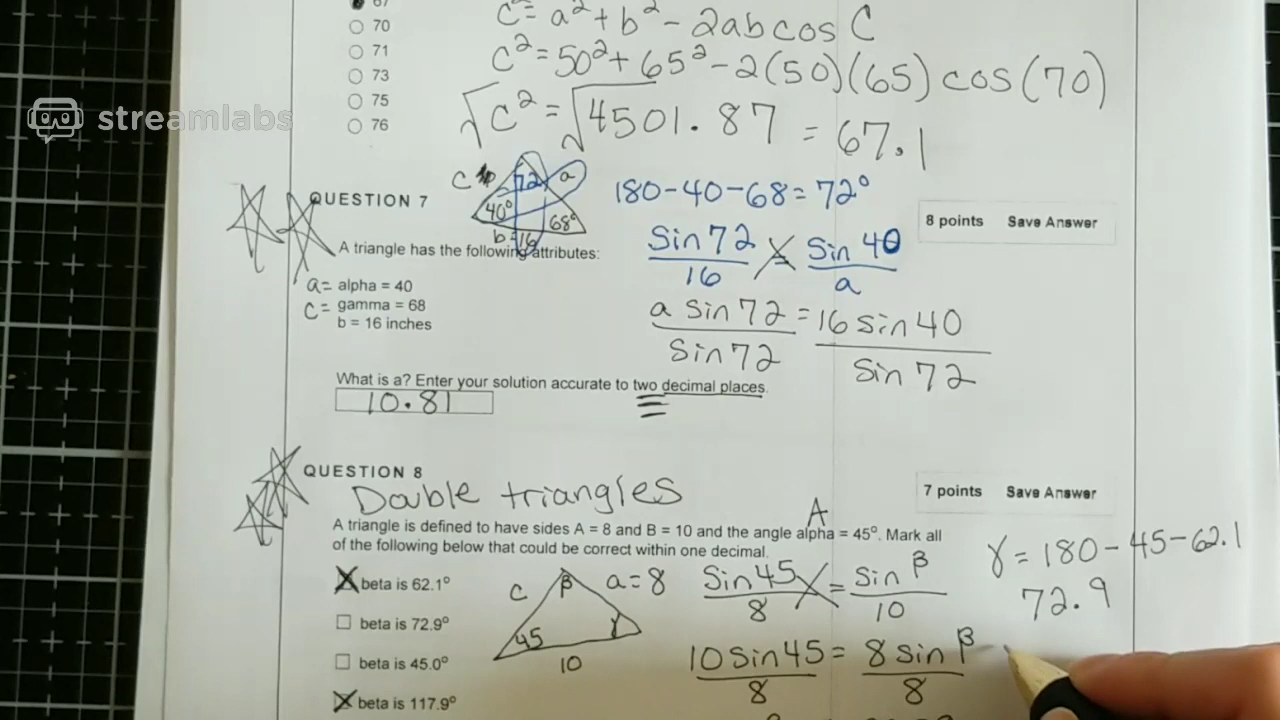 67
70
71
73
75
76
c² = a² + b² - 2ab cos C
c² = 50² + 65² - 2(50)(65) cos(70)
√c² = √4501.87 = 67.1
streamlabs
QUESTION 7
8 points Save Answer
c 72 a
40° 68°
b=16
180-40-68=72°
A triangle has the following attributes:
a= alpha = 40
c= gamma = 68
b = 16 inches
Sin 72 = Sin 40
16 a
a sin 72 = 16 sin 40
Sin 72 Sin 72
What is a? Enter your solution accurate to two decimal places.
10.81
QUESTION 8
Double triangles
7 points Save Answer
A
A triangle is defined to have sides A = 8 and B = 10 and the angle alpha = 45°. Mark all
of the following below that could be correct within one decimal.
X beta is 62.1°
beta is 72.9°
beta is 45.0°
X beta is 117.9°
c β a=8
45 γ
10
Sin 45 = Sin β
8 10
10 sin 45 = 8 sin β
8 8
γ = 180-45-62.1
72.9